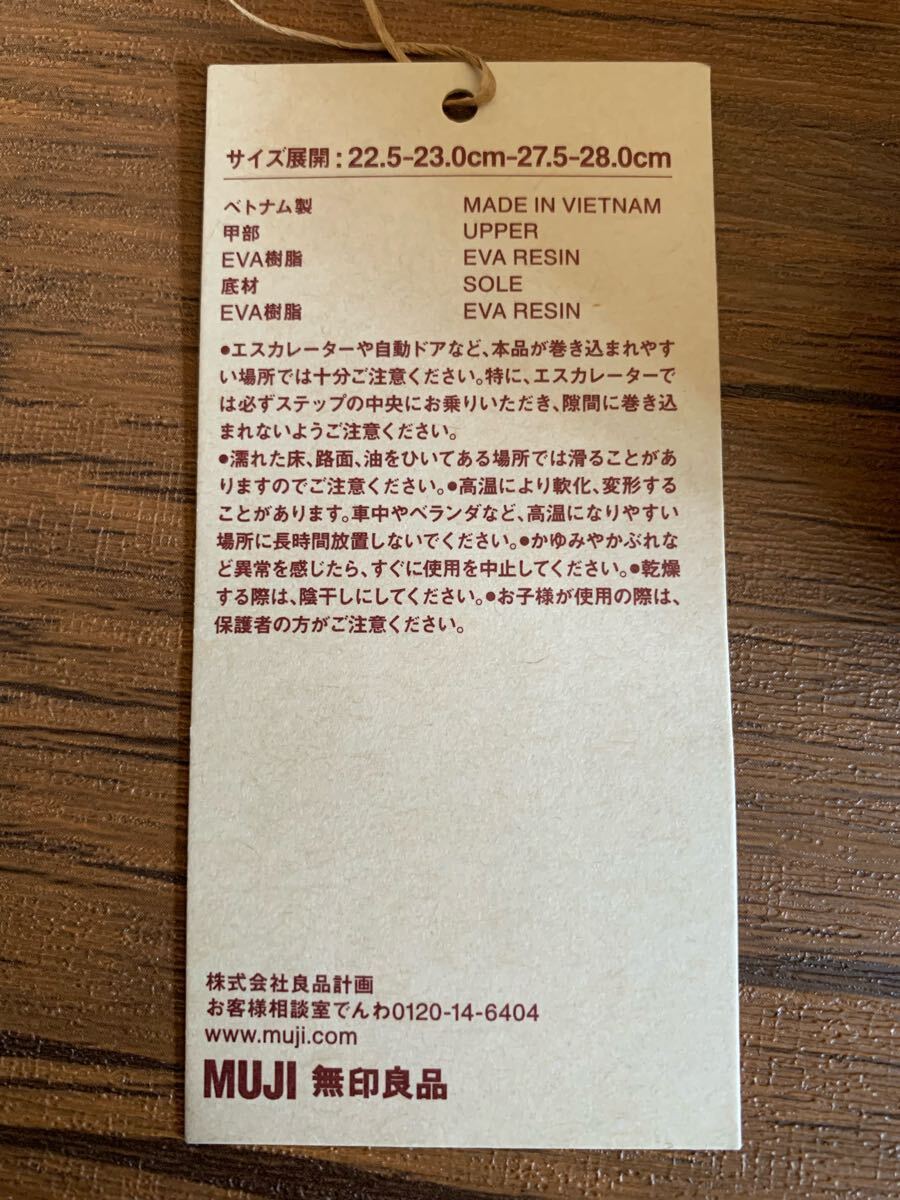 サイズ展開：22.5-23.0cm-27.5-28.0cm
ベトナム製 MADE IN VIETNAM
甲部 UPPER
EVA樹脂 EVA RESIN
底材 SOLE
EVA樹脂 EVA RESIN
●エスカレーターや自動ドアなど、本品が巻き込まれやす
い場所では十分ご注意ください。特に、エスカレーターで
は必ずステップの中央にお乗りいただき、隙間に巻き込
まれないようご注意ください。
●濡れた床、路面、油をひいてある場所では滑ることがあ
りますのでご注意ください。●高温により軟化、変形する
ことがあります。車中やベランダなど、高温になりやすい
場所に長時間放置しないでください。●かゆみやかぶれな
ど異常を感じたら、すぐに使用を中止してください。●乾燥
する際は、陰干しにしてください。●お子様が使用の際は、
保護者の方がご注意ください。
株式会社良品計画
お客様相談室でんわ0120-14-6404
www.muji.com
MUJI 無印良品